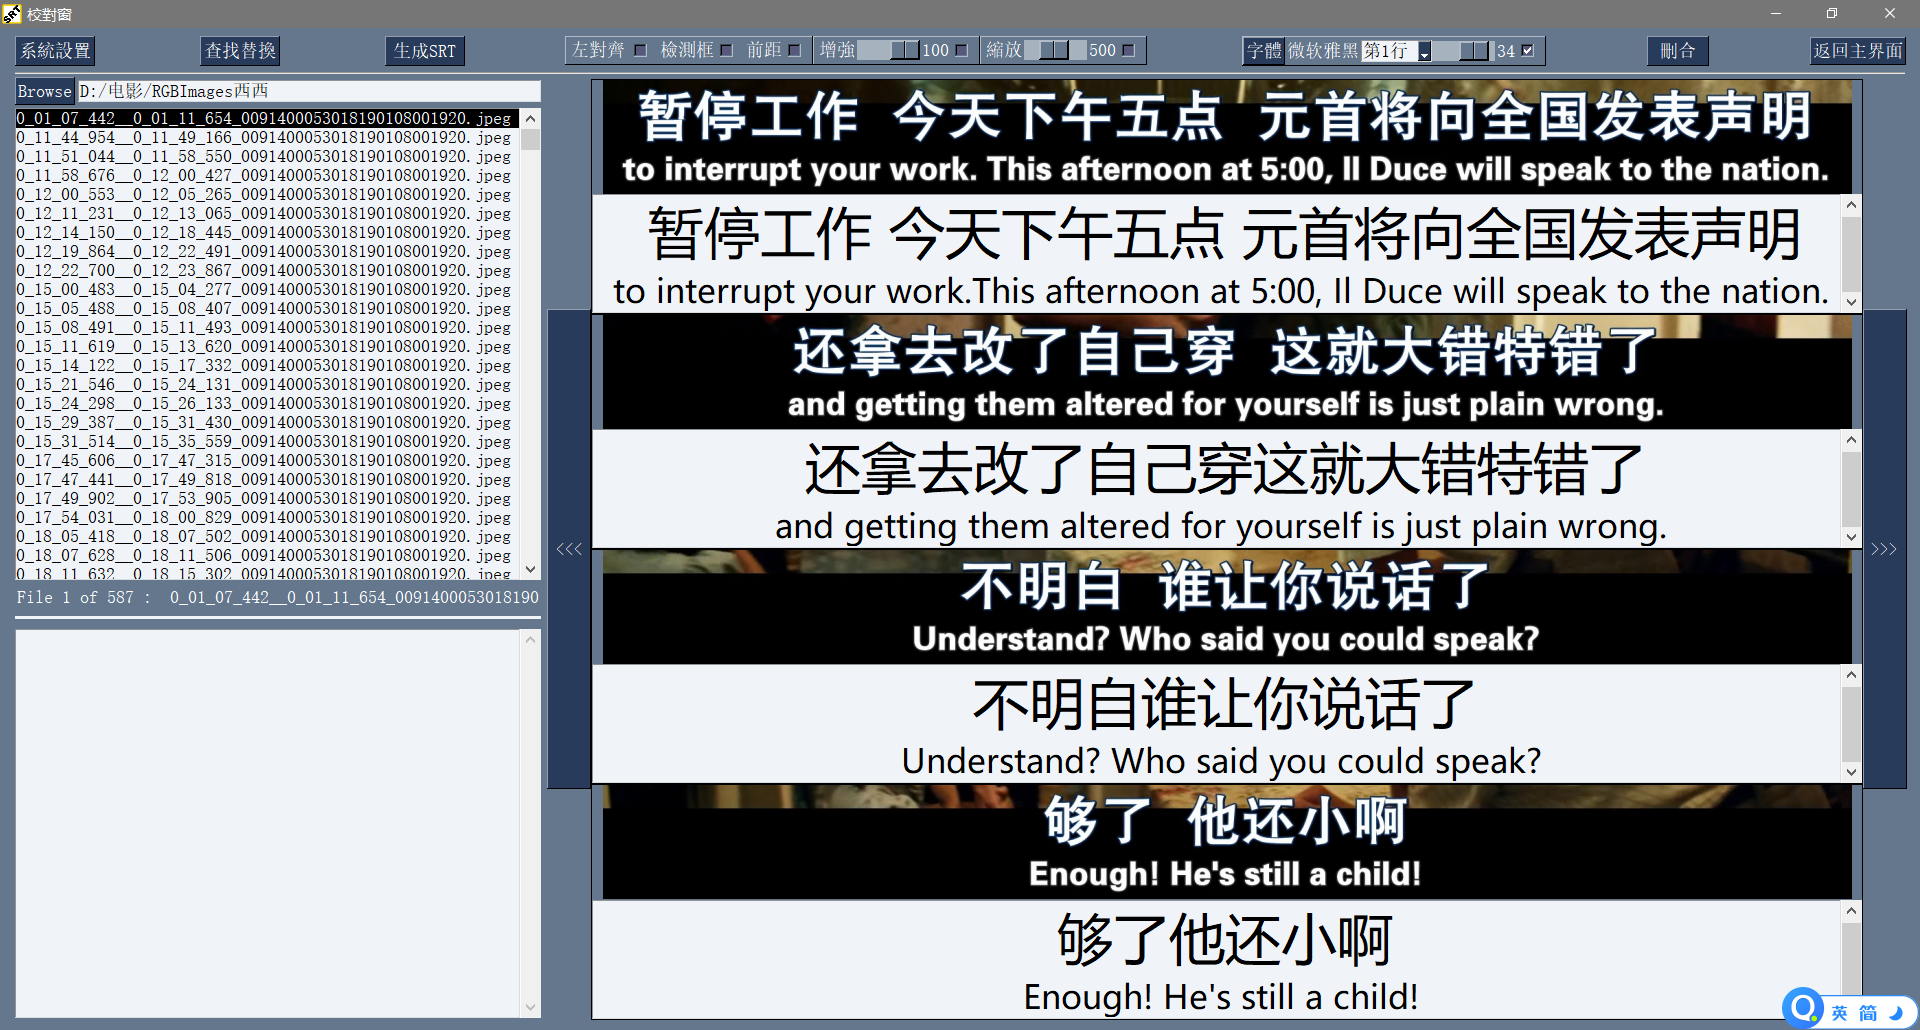 校對窗
系統設置 查找替換 生成SRT 左對齊 檢測框 前距 增強 100 縮放 500 字體 微软雅黑 第1行 34 刪合 返回主界面
Browse D:/电影/RGBImages西西
0_01_07_442__0_01_11_654_0091400053018190108001920.jpeg
0_11_44_954__0_11_49_166_0091400053018190108001920.jpeg
0_11_51_044__0_11_58_550_0091400053018190108001920.jpeg
0_11_58_676__0_12_00_427_0091400053018190108001920.jpeg
0_12_00_553__0_12_05_265_0091400053018190108001920.jpeg
0_12_11_231__0_12_13_065_0091400053018190108001920.jpeg
0_12_14_150__0_12_18_445_0091400053018190108001920.jpeg
0_12_19_864__0_12_22_491_0091400053018190108001920.jpeg
0_12_22_700__0_12_23_867_0091400053018190108001920.jpeg
0_15_00_483__0_15_04_277_0091400053018190108001920.jpeg
0_15_05_488__0_15_08_407_0091400053018190108001920.jpeg
0_15_08_491__0_15_11_493_0091400053018190108001920.jpeg
0_15_11_619__0_15_13_620_0091400053018190108001920.jpeg
0_15_14_122__0_15_17_332_0091400053018190108001920.jpeg
0_15_21_546__0_15_24_131_0091400053018190108001920.jpeg
0_15_24_298__0_15_26_133_0091400053018190108001920.jpeg
0_15_29_387__0_15_31_430_0091400053018190108001920.jpeg
0_15_31_514__0_15_35_559_0091400053018190108001920.jpeg
0_17_45_606__0_17_47_315_0091400053018190108001920.jpeg
0_17_47_441__0_17_49_818_0091400053018190108001920.jpeg
0_17_49_902__0_17_53_905_0091400053018190108001920.jpeg
0_17_54_031__0_18_00_829_0091400053018190108001920.jpeg
0_18_05_418__0_18_07_502_0091400053018190108001920.jpeg
0_18_07_628__0_18_11_506_0091400053018190108001920.jpeg
0_18_11_632__0_18_15_302_0091400053018190108001920.jpeg
File 1 of 587 : 0_01_07_442__0_01_11_654_0091400053018190
<<<
暂停工作 今天下午五点 元首将向全国发表声明
to interrupt your work. This afternoon at 5:00, Il Duce will speak to the nation.
暂停工作 今天下午五点 元首将向全国发表声明
to interrupt your work.This afternoon at 5:00, Il Duce will speak to the nation.
还拿去改了自己穿 这就大错特错了
and getting them altered for yourself is just plain wrong.
还拿去改了自己穿这就大错特错了
and getting them altered for yourself is just plain wrong.
不明白 谁让你说话了
Understand? Who said you could speak?
不明自谁让你说话了
Understand? Who said you could speak?
够了 他还小啊
Enough! He's still a child!
够了他还小啊
Enough! He's still a child!
>>>
英 简